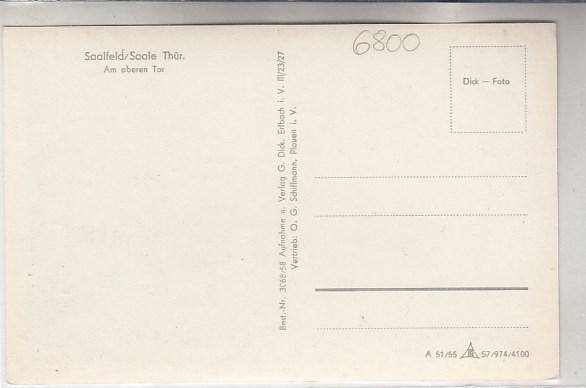 Saalfeld/Saale Thür.
Am oberen Tor
6800
Dick — Foto
Best.-Nr. 3068/58 Aufnahme u. Verlag G. Dick, Erlbach i. V. III/23/27
Vertrieb: O. G. Schillmann, Plauen i. V.
A 51/55 57/974/4100